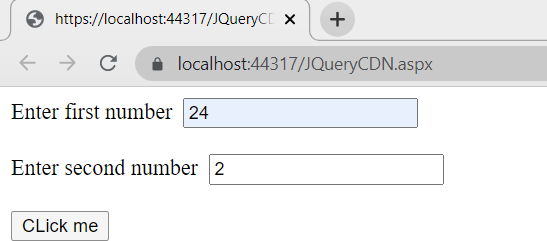 https://localhost:44317/JQueryCD
localhost:44317/JQueryCDN.aspx
Enter first number 24
Enter second number 2
CLick me